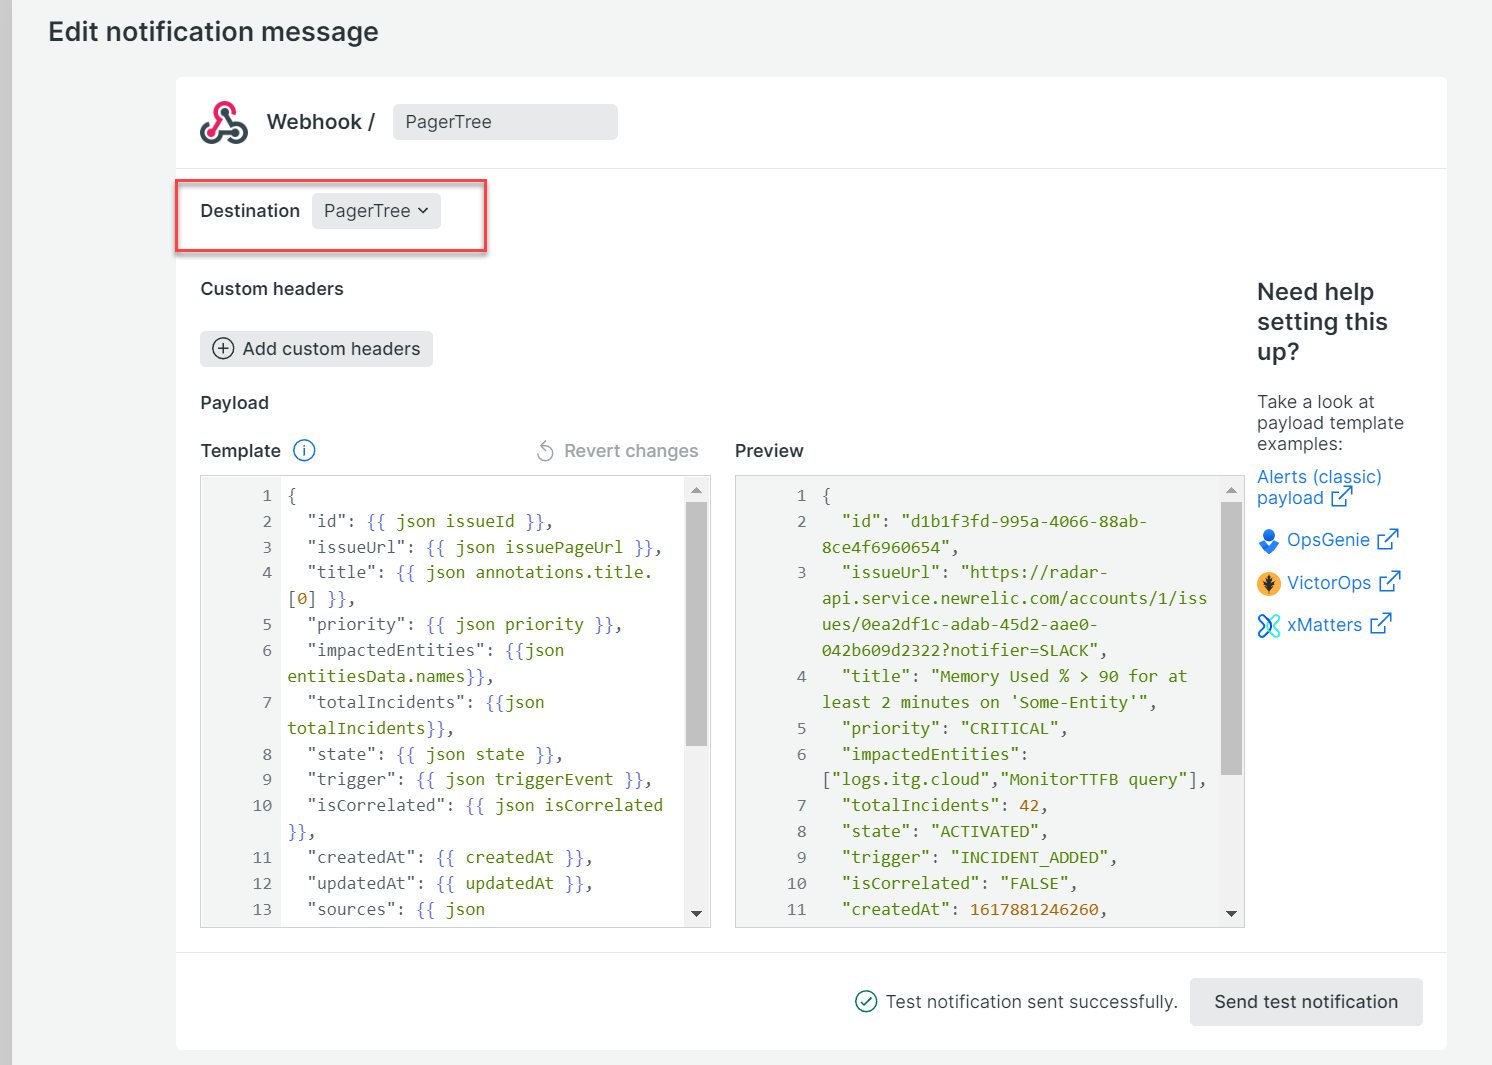 Edit notification message
Webhook / PagerTree
Destination PagerTree
Custom headers
Add custom headers
Payload
Template i Revert changes
1 {
2 "id": {{ json issueId }},
3 "issueUrl": {{ json issuePageUrl }},
4 "title": {{ json annotations.title.
[0] }},
5 "priority": {{ json priority }},
6 "impactedEntities": {{json
entitiesData.names}},
7 "totalIncidents": {{json
totalIncidents}},
8 "state": {{ json state }},
9 "trigger": {{ json triggerEvent }},
10 "isCorrelated": {{ json isCorrelated
}},
11 "createdAt": {{ createdAt }},
12 "updatedAt": {{ updatedAt }},
13 "sources": {{ json
Preview
1 {
2 "id": "d1b1f3fd-995a-4066-88ab-
8ce4f6960654",
3 "issueUrl": "https://radar-
api.service.newrelic.com/accounts/1/iss
ues/0ea2df1c-adab-45d2-aae0-
042b609d2322?notifier=SLACK",
4 "title": "Memory Used % > 90 for at
least 2 minutes on 'Some-Entity'",
5 "priority": "CRITICAL",
6 "impactedEntities":
["logs.itg.cloud","MonitorTTFB query"],
7 "totalIncidents": 42,
8 "state": "ACTIVATED",
9 "trigger": "INCIDENT_ADDED",
10 "isCorrelated": "FALSE",
11 "createdAt": 1617881246260,
Need help
setting this
up?
Take a look at
payload template
examples:
Alerts (classic)
payload
OpsGenie
VictorOps
xMatters
Test notification sent successfully. Send test notification